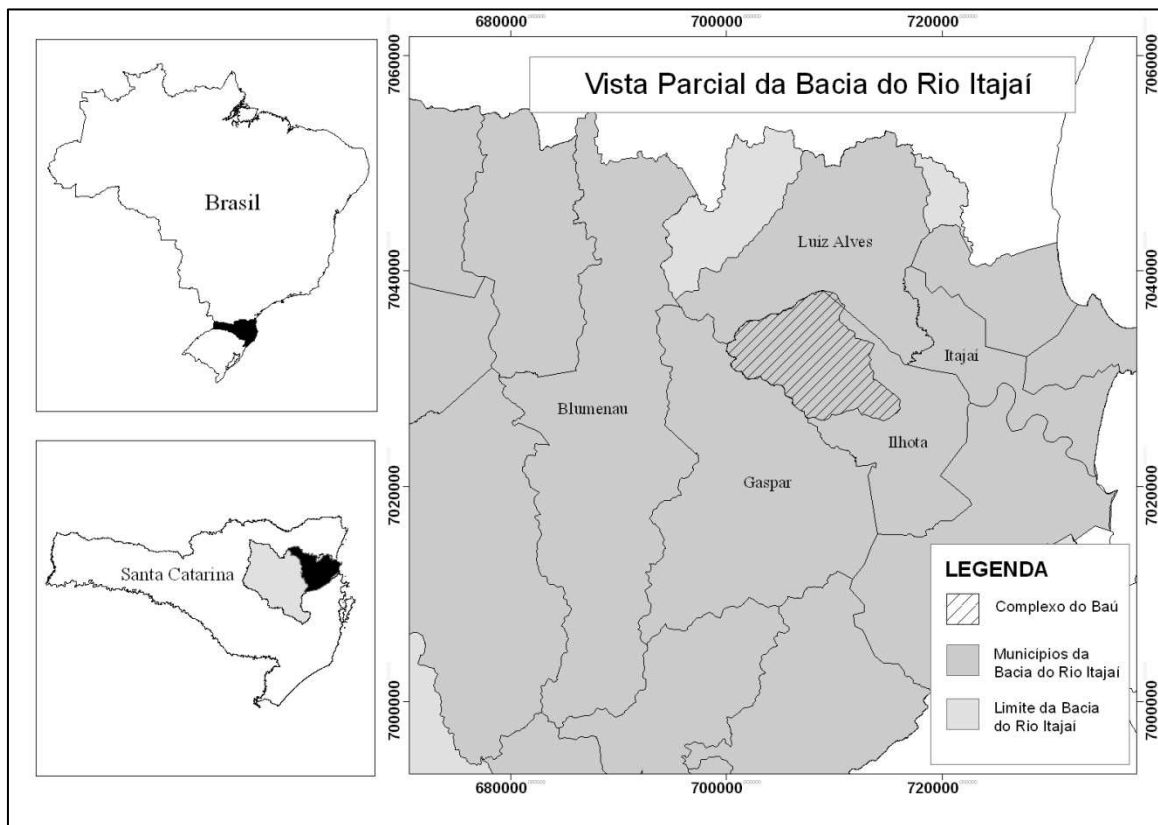 Brasil
Santa Catarina
680000
700000
720000
Vista Parcial da Bacia do Rio Itajaí
7060000
7060000
7040000
7040000
7020000
7020000
7000000
7000000
Luiz Alves
Itajaí
Blumenau
Ilhota
Gaspar
LEGENDA
Complexo do Baú
Municípios da
Bacia do Rio Itajaí
Limite da Bacia
do Rio Itajaí
680000
700000
720000